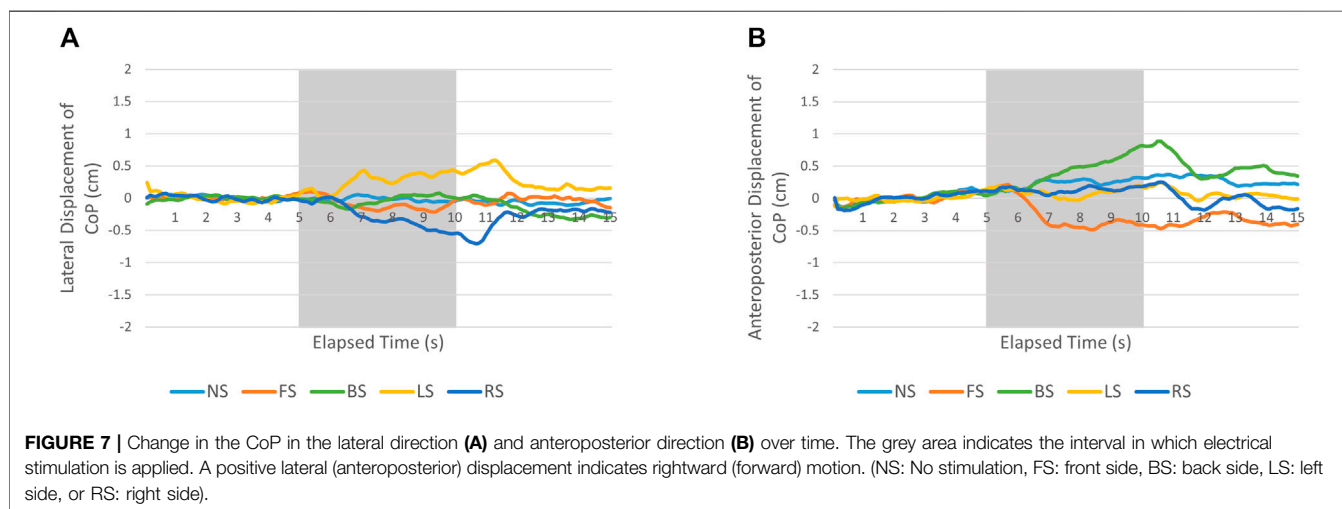 A
2
1.5
1
0.5
0
-0.5
-1
-1.5
-2
Lateral Displacement of
CoP (cm)
1 2 3 4 5 6 7 8 9 10 11 12 13 14 15
Elapsed Time (s)
NS FS BS LS RS
B
2
1.5
1
0.5
0
-0.5
-1
-1.5
-2
Anteroposterior Displacement of
CoP (cm)
1 2 3 4 5 6 7 8 9 10 11 12 13 14 15
Elapsed Time (s)
NS FS BS LS RS
FIGURE 7 | Change in the CoP in the lateral direction (A) and anteroposterior direction (B) over time. The grey area indicates the interval in which electrical
stimulation is applied. A positive lateral (anteroposterior) displacement indicates rightward (forward) motion. (NS: No stimulation, FS: front side, BS: back side, LS: left
side, or RS: right side).